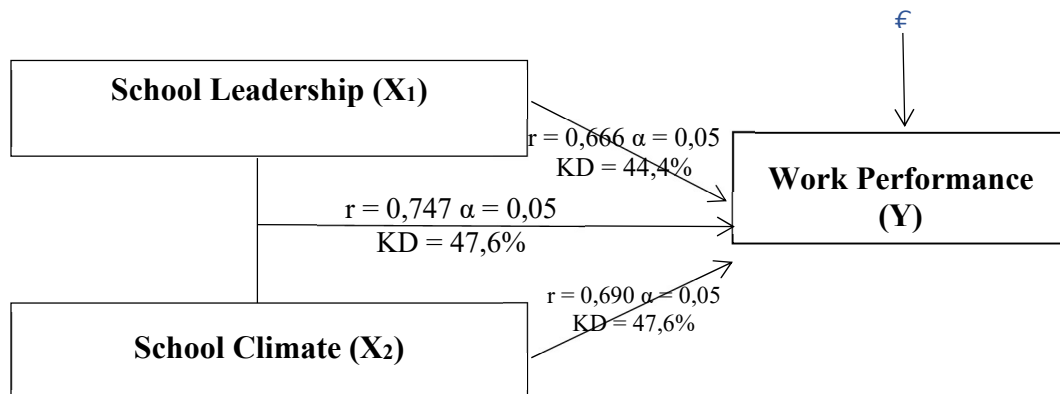 €
School Leadership (X₁)
r = 0,666 α = 0,05
KD = 44,4%
Work Performance
(Y)
r = 0,747 α = 0,05
KD = 47,6%
r = 0,690 α = 0,05
KD = 47,6%
School Climate (X₂)